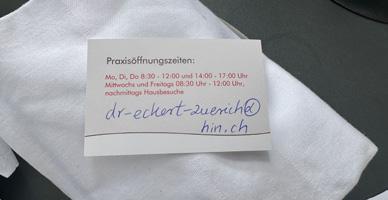 Praxisöffnungszeiten:
Mo, Di, Do 8:30 - 12:00 und 14:00 - 17:00 Uhr
Mittwochs und Freitags 08:30 Uhr - 12:00 Uhr,
nachmittags Hausbesuche
dr-eckert-zuerich@
hin.ch